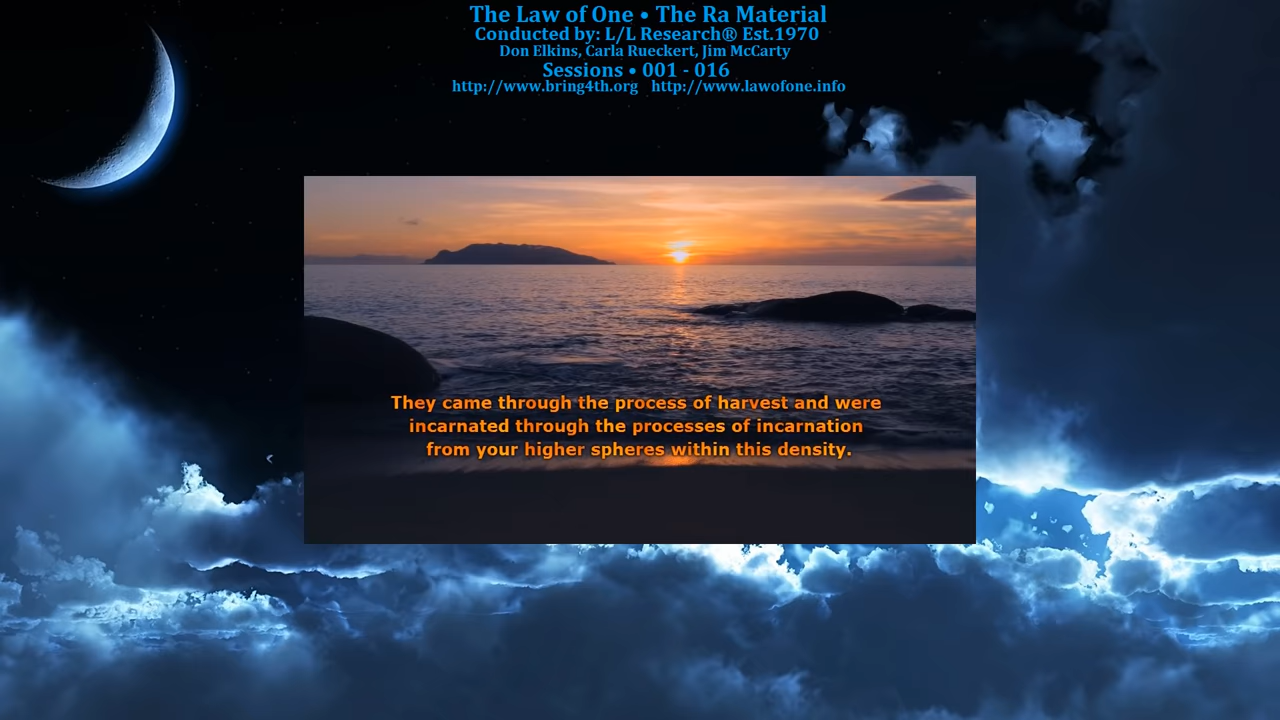 The Law of One • The Ra Material
Conducted by: L/L Research® Est.1970
Don Elkins, Carla Rueckert, Jim McCarty
Sessions • 001 - 016
http://www.bring4th.org http://www.lawofone.info
They came through the process of harvest and were
incarnated through the processes of incarnation
from your higher spheres within this density.